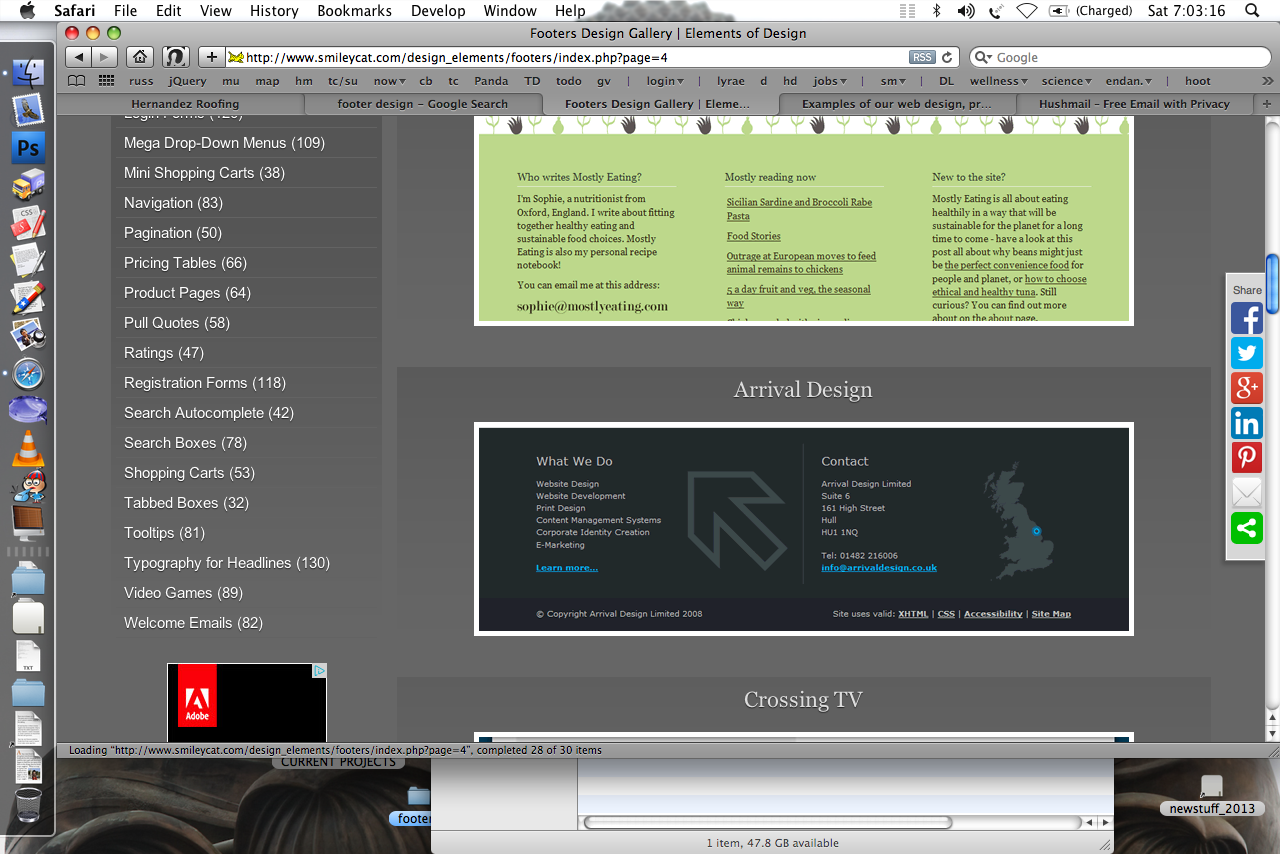 Safari File Edit View History Bookmarks Develop Window Help (Charged) Sat 7:03:16
Footers Design Gallery | Elements of Design
http://www.smileycat.com/design_elements/footers/index.php?page=4 RSS Google
russ jQuery mu map hm tc/su now cb tc Panda TD todo gv | login | lyrae d hd jobs | sm | DL wellness science endan. | hoot
Hernandez Roofing footer design – Google Search Footers Design Gallery | Eleme... Examples of our web design, pr... Hushmail – Free Email with Privacy
Mega Drop-Down Menus (109)
Mini Shopping Carts (38)
Navigation (83)
Pagination (50)
Pricing Tables (66)
Product Pages (64)
Pull Quotes (58)
Ratings (47)
Registration Forms (118)
Search Autocomplete (42)
Search Boxes (78)
Shopping Carts (53)
Tabbed Boxes (32)
Tooltips (81)
Typography for Headlines (130)
Video Games (89)
Welcome Emails (82)
Adobe
Who writes Mostly Eating?
I'm Sophie, a nutritionist from
Oxford, England. I write about fitting
together healthy eating and
sustainable food choices. Mostly
Eating is also my personal recipe
notebook!
You can email me at this address:
sophie@mostlyeating.com
Mostly reading now
Sicilian Sardine and Broccoli Rabe
Pasta
Food Stories
Outrage at European moves to feed
animal remains to chickens
5 a day fruit and veg, the seasonal
way
New to the site?
Mostly Eating is all about eating
healthily in a way that will be
sustainable for the planet for a long
time to come - have a look at this
post all about why beans might just
be the perfect convenience food for
people and planet, or how to choose
ethical and healthy tuna. Still
curious? You can find out more
about on the about page.
Arrival Design
What We Do
Website Design
Website Development
Print Design
Content Management Systems
Corporate Identity Creation
E-Marketing
Learn more...
Contact
Arrival Design Limited
Suite 6
161 High Street
Hull
HU1 1NQ
Tel: 01482 216006
info@arrivaldesign.co.uk
© Copyright Arrival Design Limited 2008
Site uses valid: XHTML | CSS | Accessibility | Site Map
Crossing TV
Share
Ps
CSS
TXT
Loading “http://www.smileycat.com/design_elements/footers/index.php?page=4”, completed 28 of 30 items
CURRENT PROJECTS
footer
newstuff_2013
1 item, 47.8 GB available